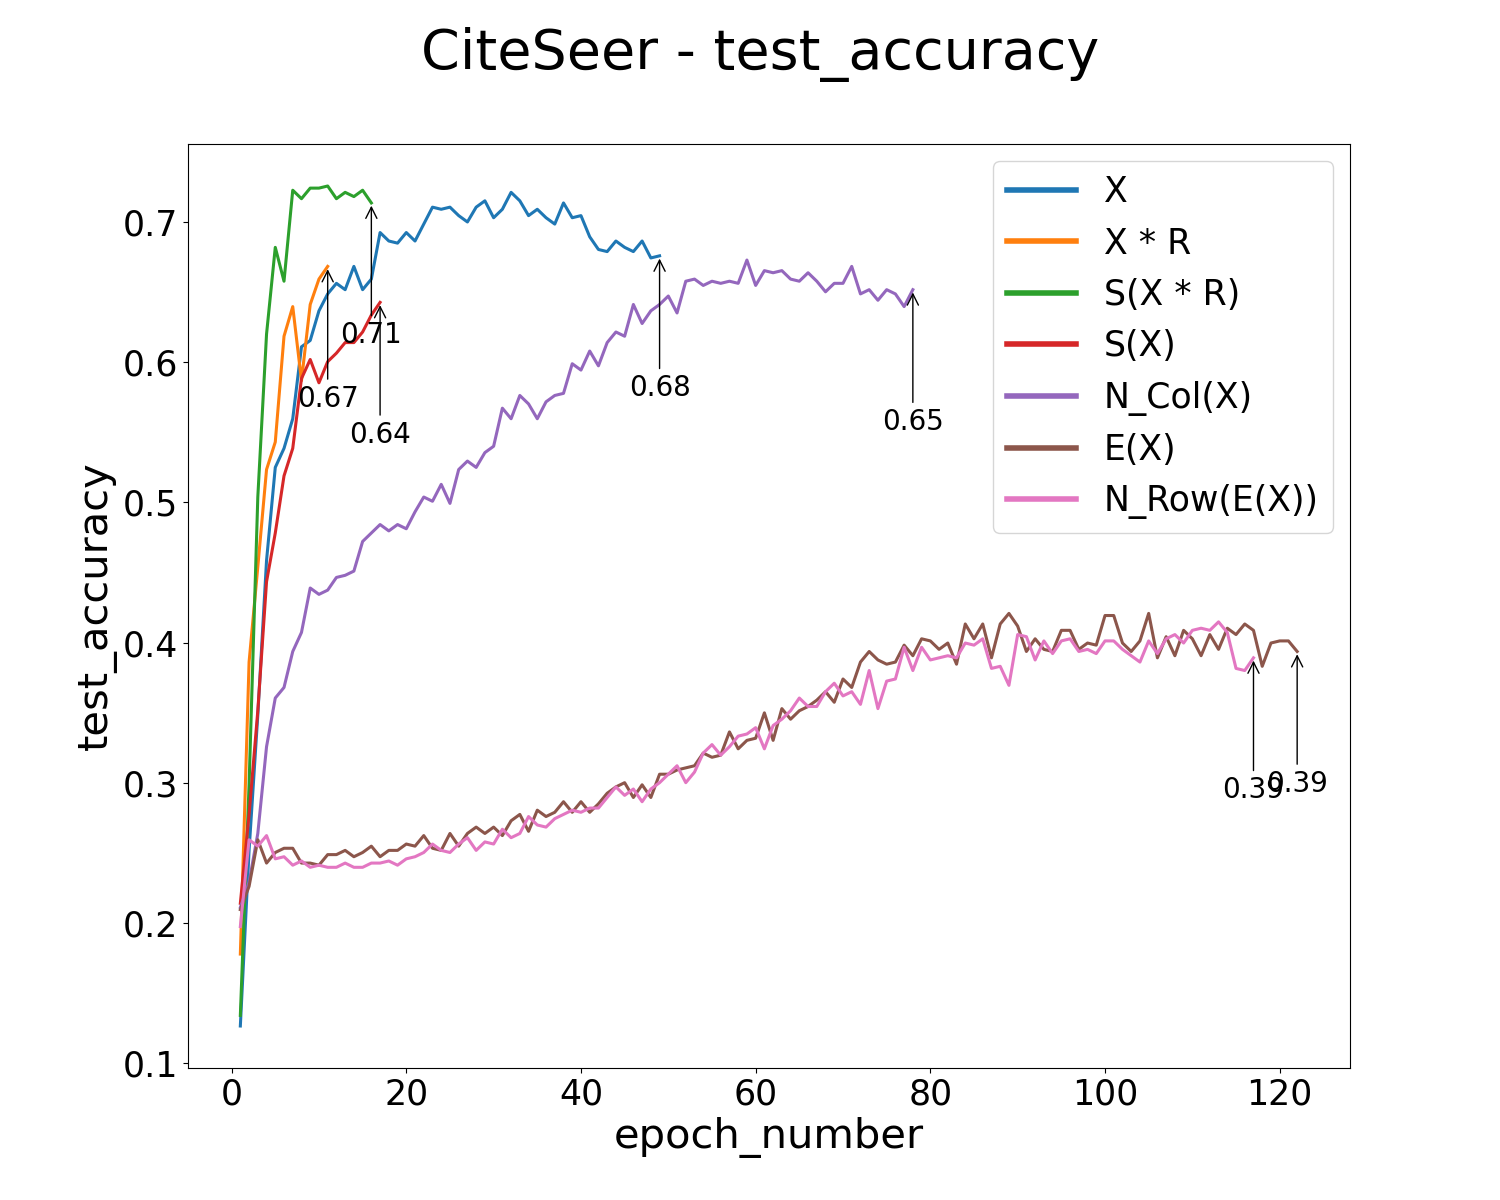 CiteSeer - test_accuracy
test_accuracy
0.7
0.6
0.5
0.4
0.3
0.2
0.1
0.71
0.67
0.64
0.68
0.65
0.39
0.39
X
X * R
S(X * R)
S(X)
N_Col(X)
E(X)
N_Row(E(X))
0 20 40 60 80 100 120
epoch_number